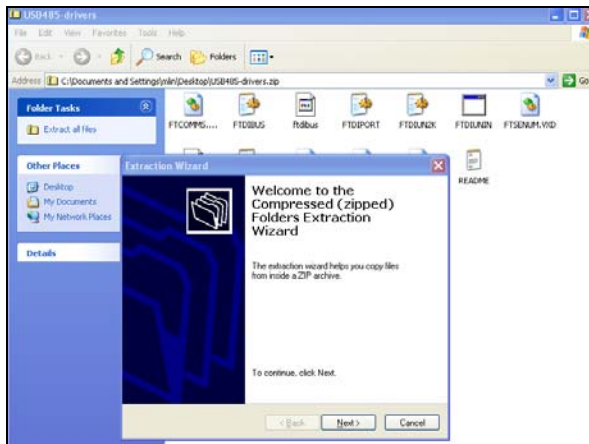 USB485-drivers
File Edit View Favorites Tools Help
Back Search Folders
Address C:\Documents and Settings\mlin\Desktop\USB485-drivers.zip Go
Folder Tasks
Extract all files
Other Places
Desktop
My Documents
My Network Places
Details
FTCOMMS.... FTDIBUS ftdibus FTDIPORT FTDIUN2K FTDIUNIN FTSENUM.VXD
README
Extraction Wizard
Welcome to the
Compressed (zipped)
Folders Extraction
Wizard
The extraction wizard helps you copy files
from inside a ZIP archive.
To continue, click Next.
< Back Next > Cancel